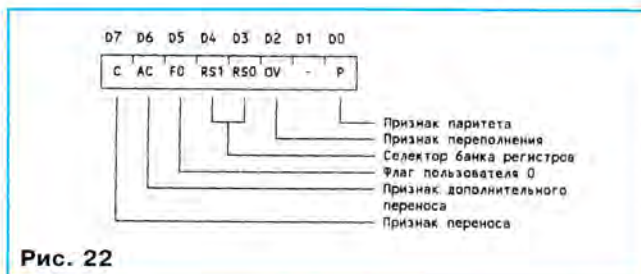 D7 D6 D5 D4 D3 D2 D1 D0
C AC F0 RS1 RS0 OV - P
Признак паритета
Признак переполнения
Селектор банка регистров
Флаг пользователя 0
Признак дополнительного
переноса
Признак переноса
Рис. 22